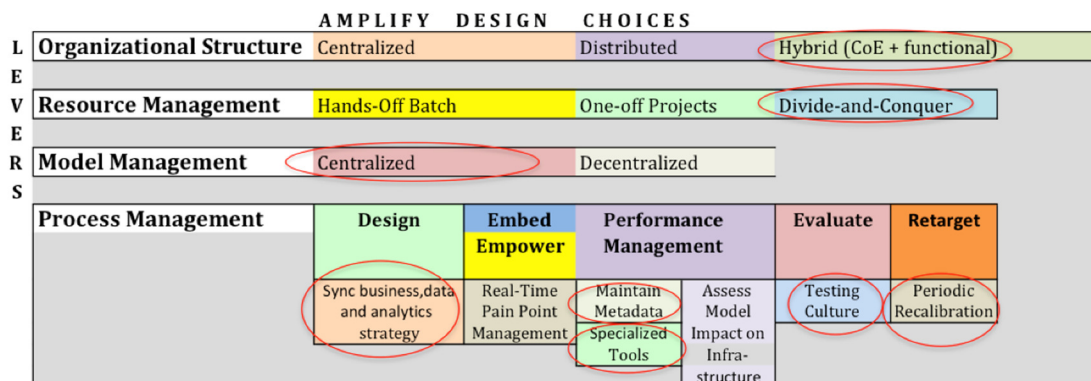 AMPLIFY DESIGN CHOICES
LEVERS
Organizational Structure Centralized Distributed Hybrid (CoE + functional)
Resource Management Hands-Off Batch One-off Projects Divide-and-Conquer
Model Management Centralized Decentralized
Process Management Design Embed Performance Evaluate Retarget
Empower Management
Sync business,data Real-Time Maintain Assess Testing Periodic
and analytics Pain Point Metadata Model Culture Recalibration
strategy Management Specialized Impact on
Tools Infra-
structure